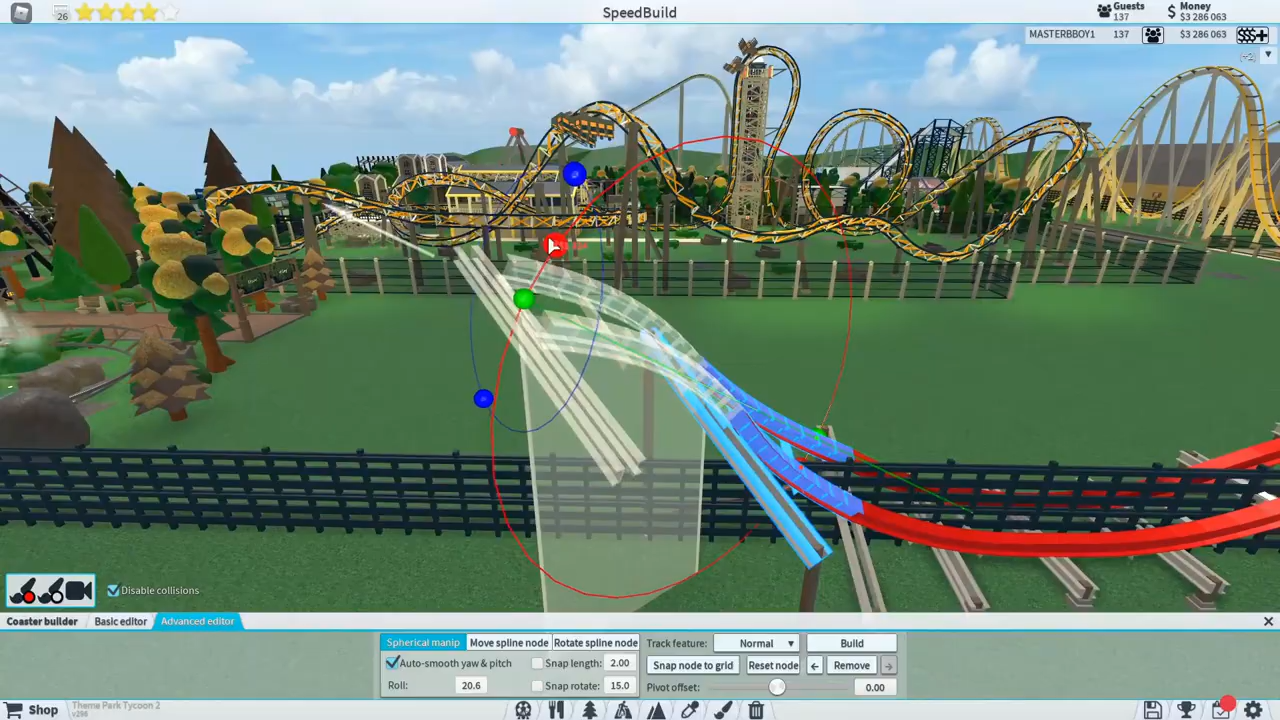 26
SpeedBuild
Guests
137
Money
$3 286 063
MASTERBBOY1 137 $3 286 063
(+2)
Disable collisions
Coaster builder Basic editor Advanced editor
Spherical manip Move spline node Rotate spline node Track feature: Normal Build
Auto-smooth yaw & pitch Snap length: 2.00 Snap node to grid Reset node Remove
Roll: 20.6 Snap rotate: 15.0 Pivot offset: 0.00
Shop
Theme Park Tycoon 2
v298